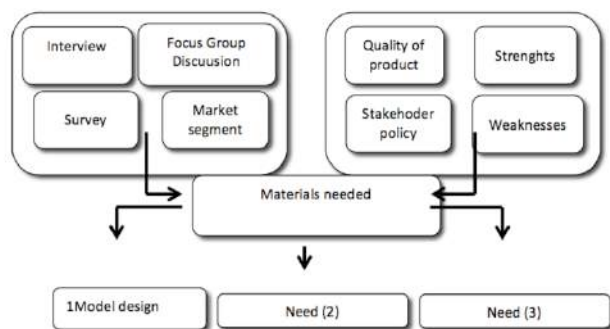 Interview
Focus Group
Discuusion
Survey
Market
segment
Quality of
product
Strenghts
Stakehoder
policy
Weaknesses
Materials needed
1Model design
Need (2)
Need (3)